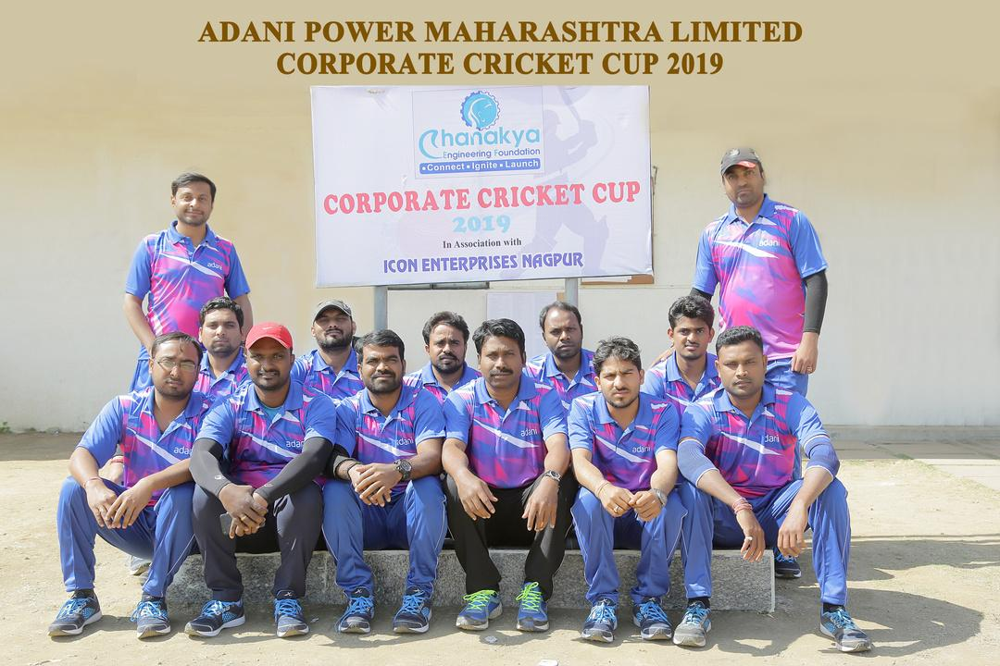 ADANI POWER MAHARASHTRA LIMITED
CORPORATE CRICKET CUP 2019
Chanakya
Engineering Foundation
• Connect • Ignite • Launch
CORPORATE CRICKET CUP
2019
In Association with
ICON ENTERPRISES NAGPUR
adani
adani
adani
adani
adani
adani
adani
adani